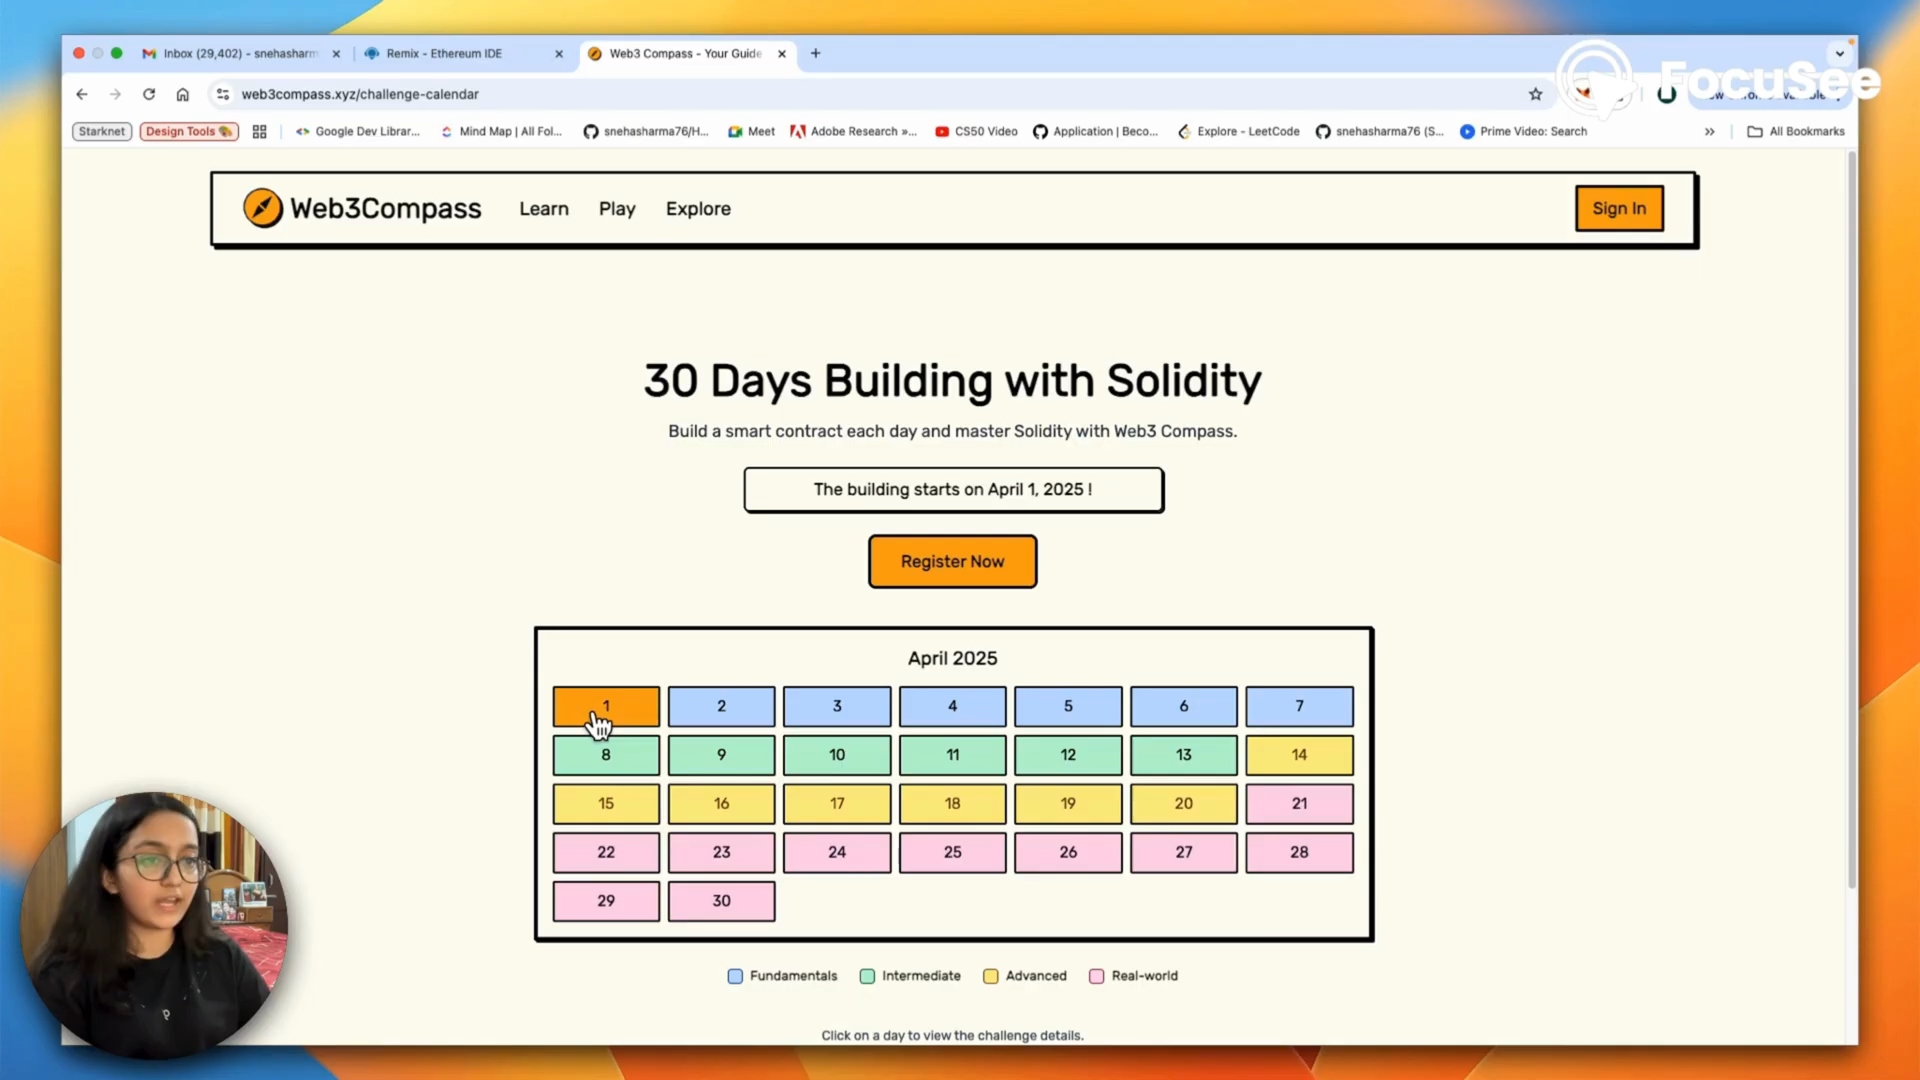 Inbox (29,402) - snehasharm
Remix - Ethereum IDE
Web3 Compass - Your Guide
FocuSee
web3compass.xyz/challenge-calendar
Starknet
Design Tools 🎨
Google Dev Librar...
Mind Map | All Fol...
snehasharma76/H...
Meet
Adobe Research »...
CS50 Video
Application | Beco...
Explore - LeetCode
snehasharma76 (S...
Prime Video: Search
All Bookmarks
Web3Compass
Learn
Play
Explore
Sign In
30 Days Building with Solidity
Build a smart contract each day and master Solidity with Web3 Compass.
The building starts on April 1, 2025 !
Register Now
April 2025
1 2 3 4 5 6 7
8 9 10 11 12 13 14
15 16 17 18 19 20 21
22 23 24 25 26 27 28
29 30
Fundamentals
Intermediate
Advanced
Real-world
Click on a day to view the challenge details.